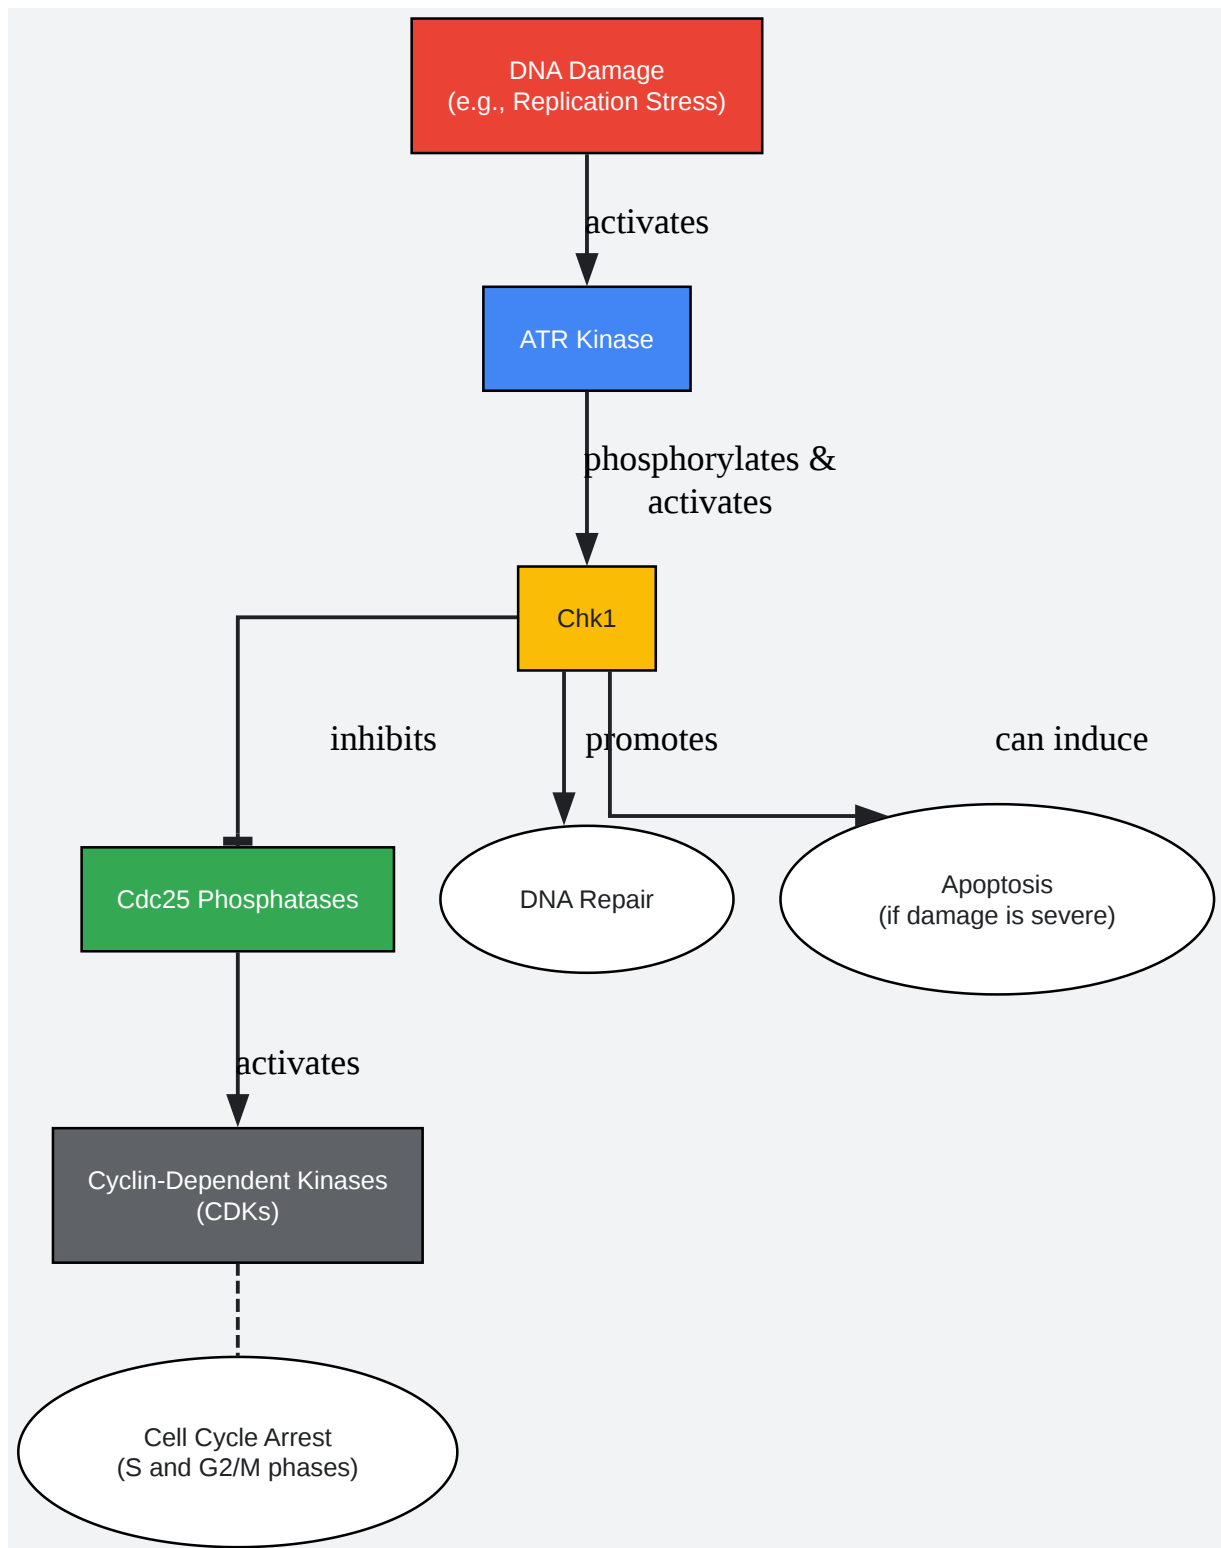 DNA Damage
(e.g., Replication Stress)
activates
ATR Kinase
phosphorylates &
activates
Chk1
inhibits
promotes
can induce
Cdc25 Phosphatases
DNA Repair
Apoptosis
(if damage is severe)
activates
Cyclin-Dependent Kinases
(CDKs)
Cell Cycle Arrest
(S and G2/M phases)